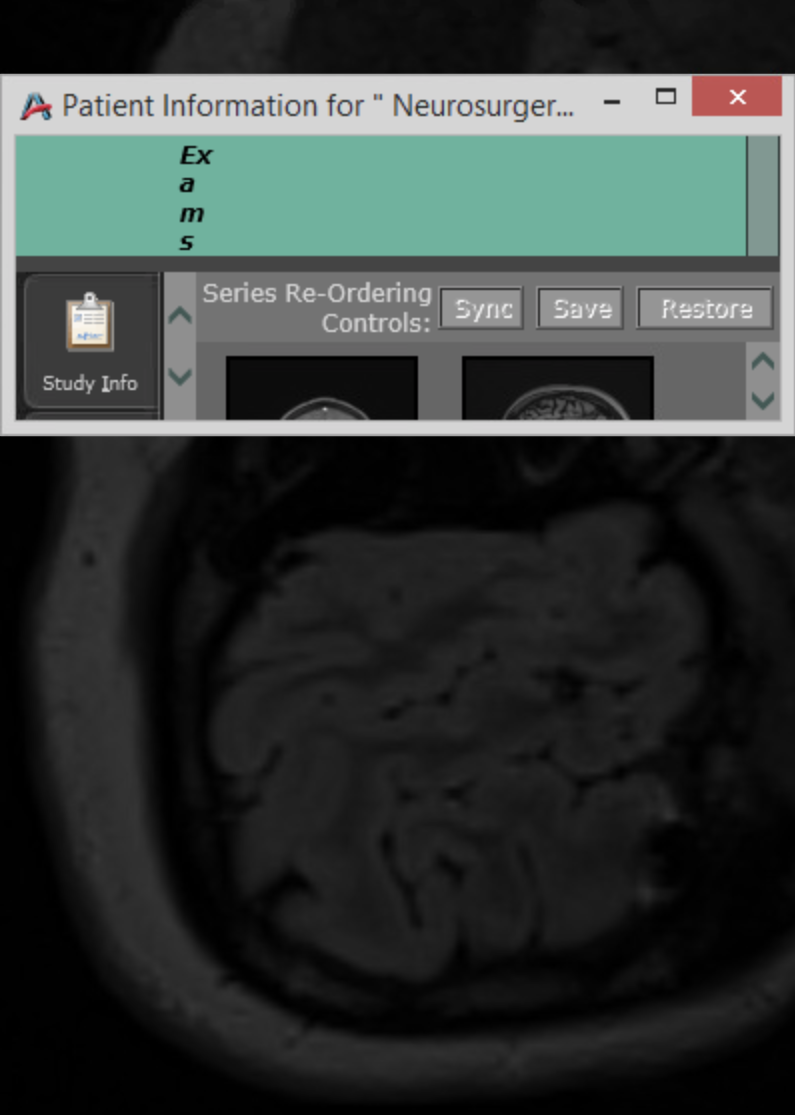 Patient Information for " Neurosurger...
Ex
a
m
s
Series Re-Ordering
Controls:
Sync
Save
Restore
Study Info